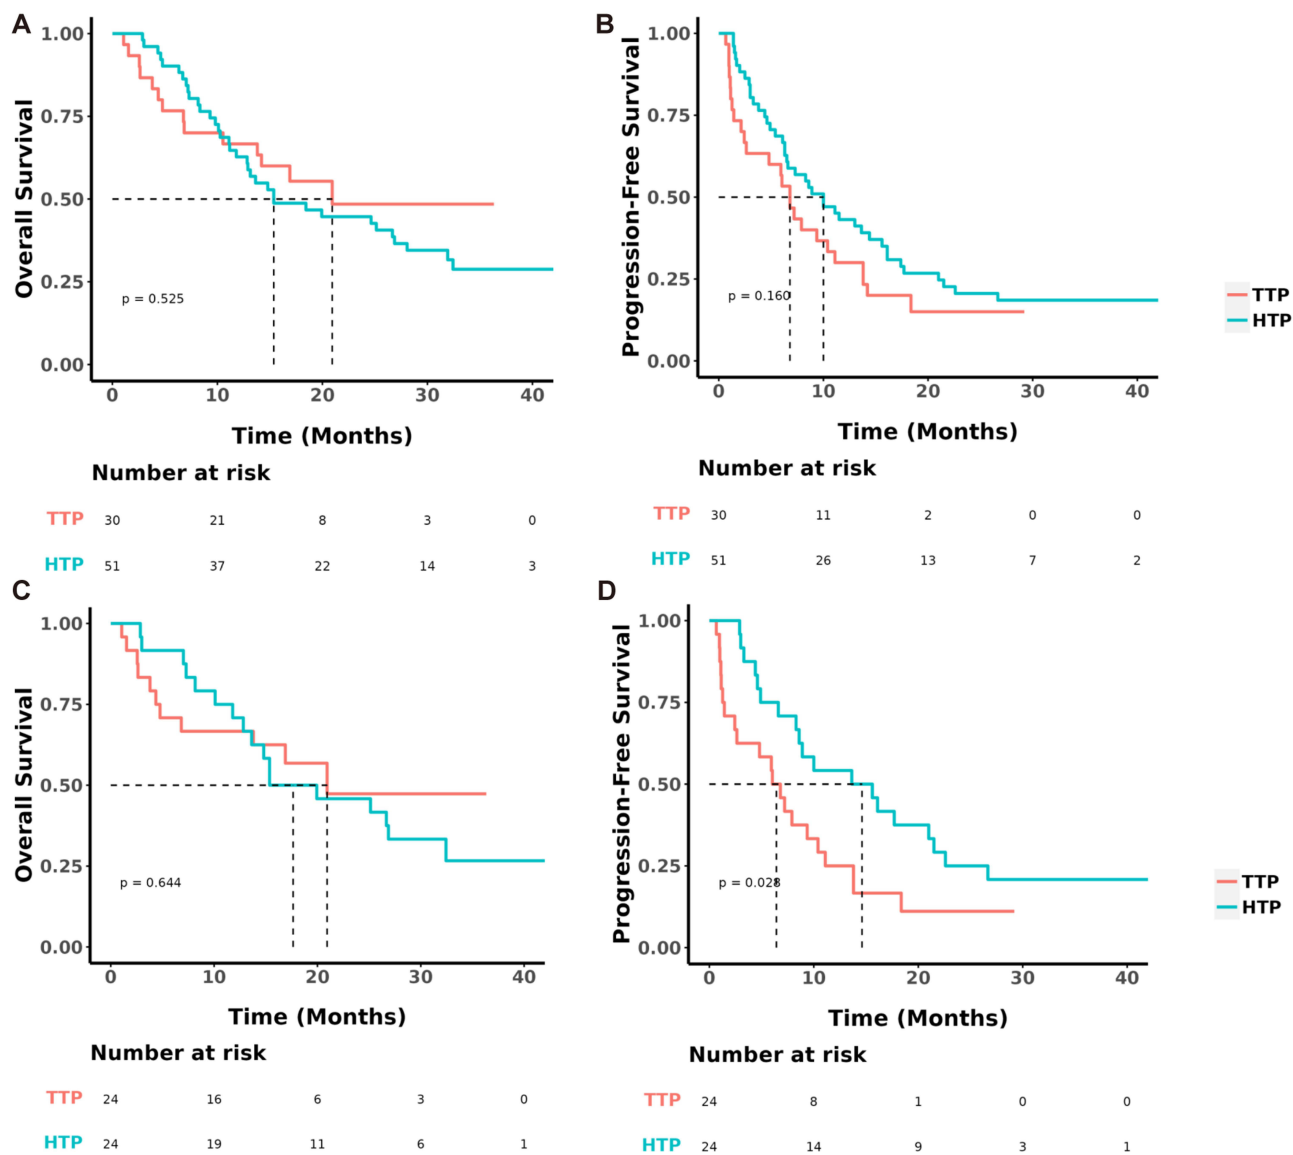 A
Overall Survival
1.00
0.75
0.50
0.25
0.00
p = 0.525
0 10 20 30 40
Time (Months)
Number at risk
TTP 30 21 8 3 0
HTP 51 37 22 14 3
B
Progression-Free Survival
1.00
0.75
0.50
0.25
0.00
p = 0.160
0 10 20 30 40
Time (Months)
Number at risk
TTP 30 11 2 0 0
HTP 51 26 13 7 2
TTP
HTP
C
Overall Survival
1.00
0.75
0.50
0.25
0.00
p = 0.644
0 10 20 30 40
Time (Months)
Number at risk
TTP 24 16 6 3 0
HTP 24 19 11 6 1
D
Progression-Free Survival
1.00
0.75
0.50
0.25
0.00
p = 0.028
0 10 20 30 40
Time (Months)
Number at risk
TTP 24 8 1 0 0
HTP 24 14 9 3 1
TTP
HTP